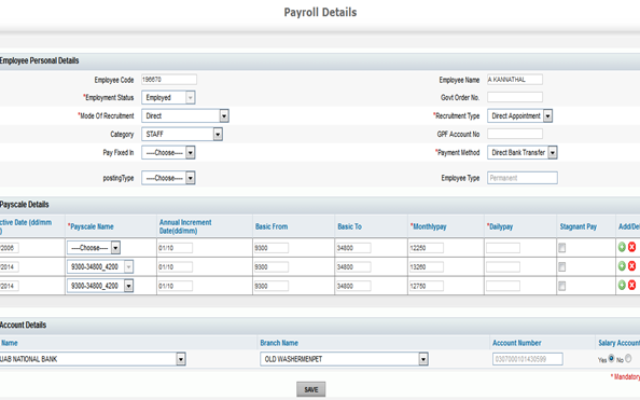 Payroll Details
Employee Personal Details
Employee Code 196670 Employee Name A KANNATHAL
*Employment Status Employed Govt Order No.
*Mode Of Recruitment Direct *Recruitment Type Direct Appointment
Category STAFF GPF Account No
Pay Fixed In ----Choose---- *Payment Method Direct Bank Transfer
postingType ----Choose---- Employee Type Permanent
Payscale Details
ctive Date (dd/mm *Payscale Name Annual Increment Date(dd/mm) Basic From Basic To *Monthlypay *Dailypay Stagnant Pay Add/Del
)
/2006 ----Choose---- 01/10 9300 34800 12250
/2014 9300-34800_4200 01/10 9300 34800 13260
/2014 9300-34800_4200 01/10 9300 34800 12750
Account Details
Name Branch Name Account Number Salary Account
JAB NATIONAL BANK OLD WASHERMENPET 0307000101430599 Yes No
* Mandatory
SAVE